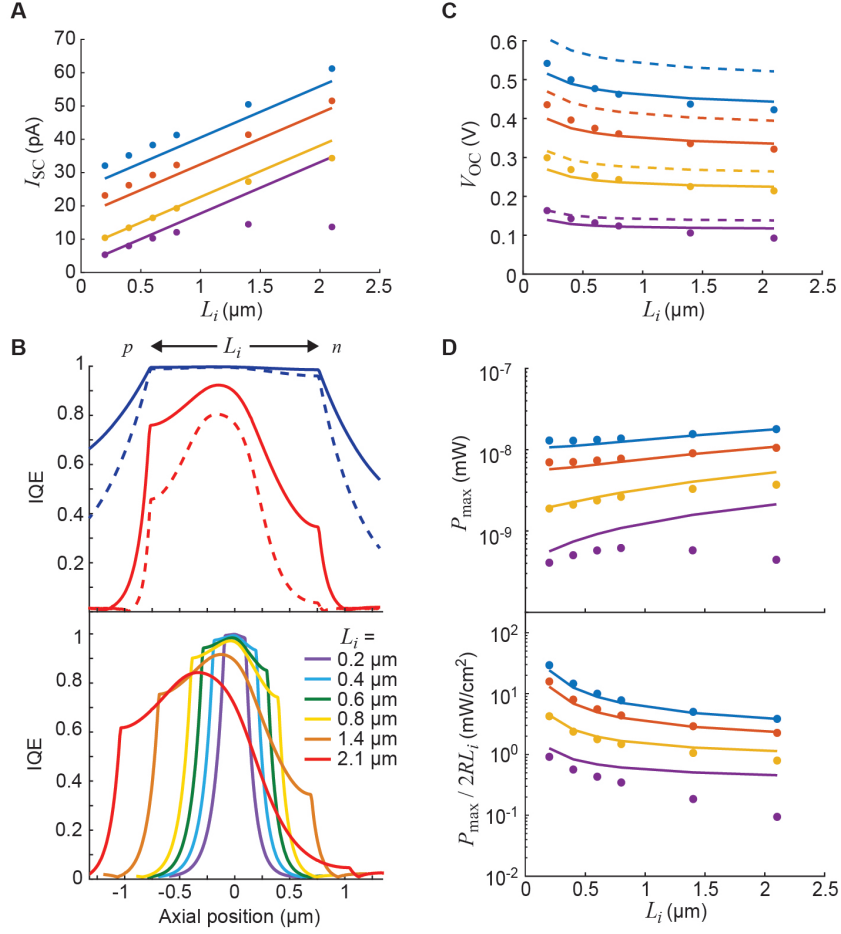 A
70
60
50
40
30
20
10
0
I_SC (pA)
0 0.5 1 1.5 2 2.5
L_i (µm)
C
0.6
0.5
0.4
0.3
0.2
0.1
0
V_OC (V)
0 0.5 1 1.5 2 2.5
L_i (µm)
B
p L_i n
1
0.8
0.6
0.4
0.2
IQE
1
0.8
0.6
0.4
0.2
0
IQE
L_i =
0.2 µm
0.4 µm
0.6 µm
0.8 µm
1.4 µm
2.1 µm
-1 -0.5 0 0.5 1
Axial position (µm)
D
10^-7
10^-8
10^-9
P_max (mW)
10^2
10^1
10^0
10^-1
10^-2
P_max / 2RL_i (mW/cm^2)
0 0.5 1 1.5 2 2.5
L_i (µm)